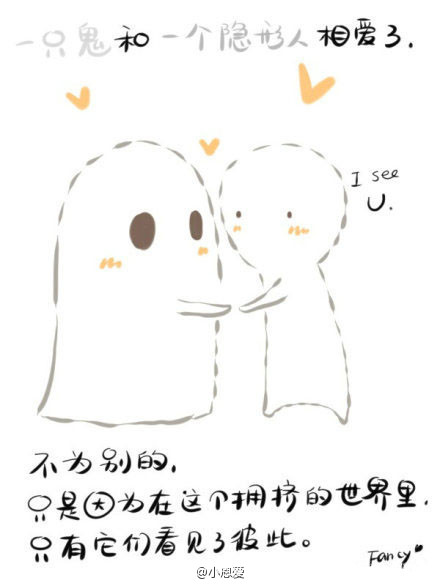 一只鬼和一个隐形人相爱了.
I see
U.
不为别的,
只是因为在这个拥挤的世界里,
只有它们看见了彼此。
Fancy
@小恩爱